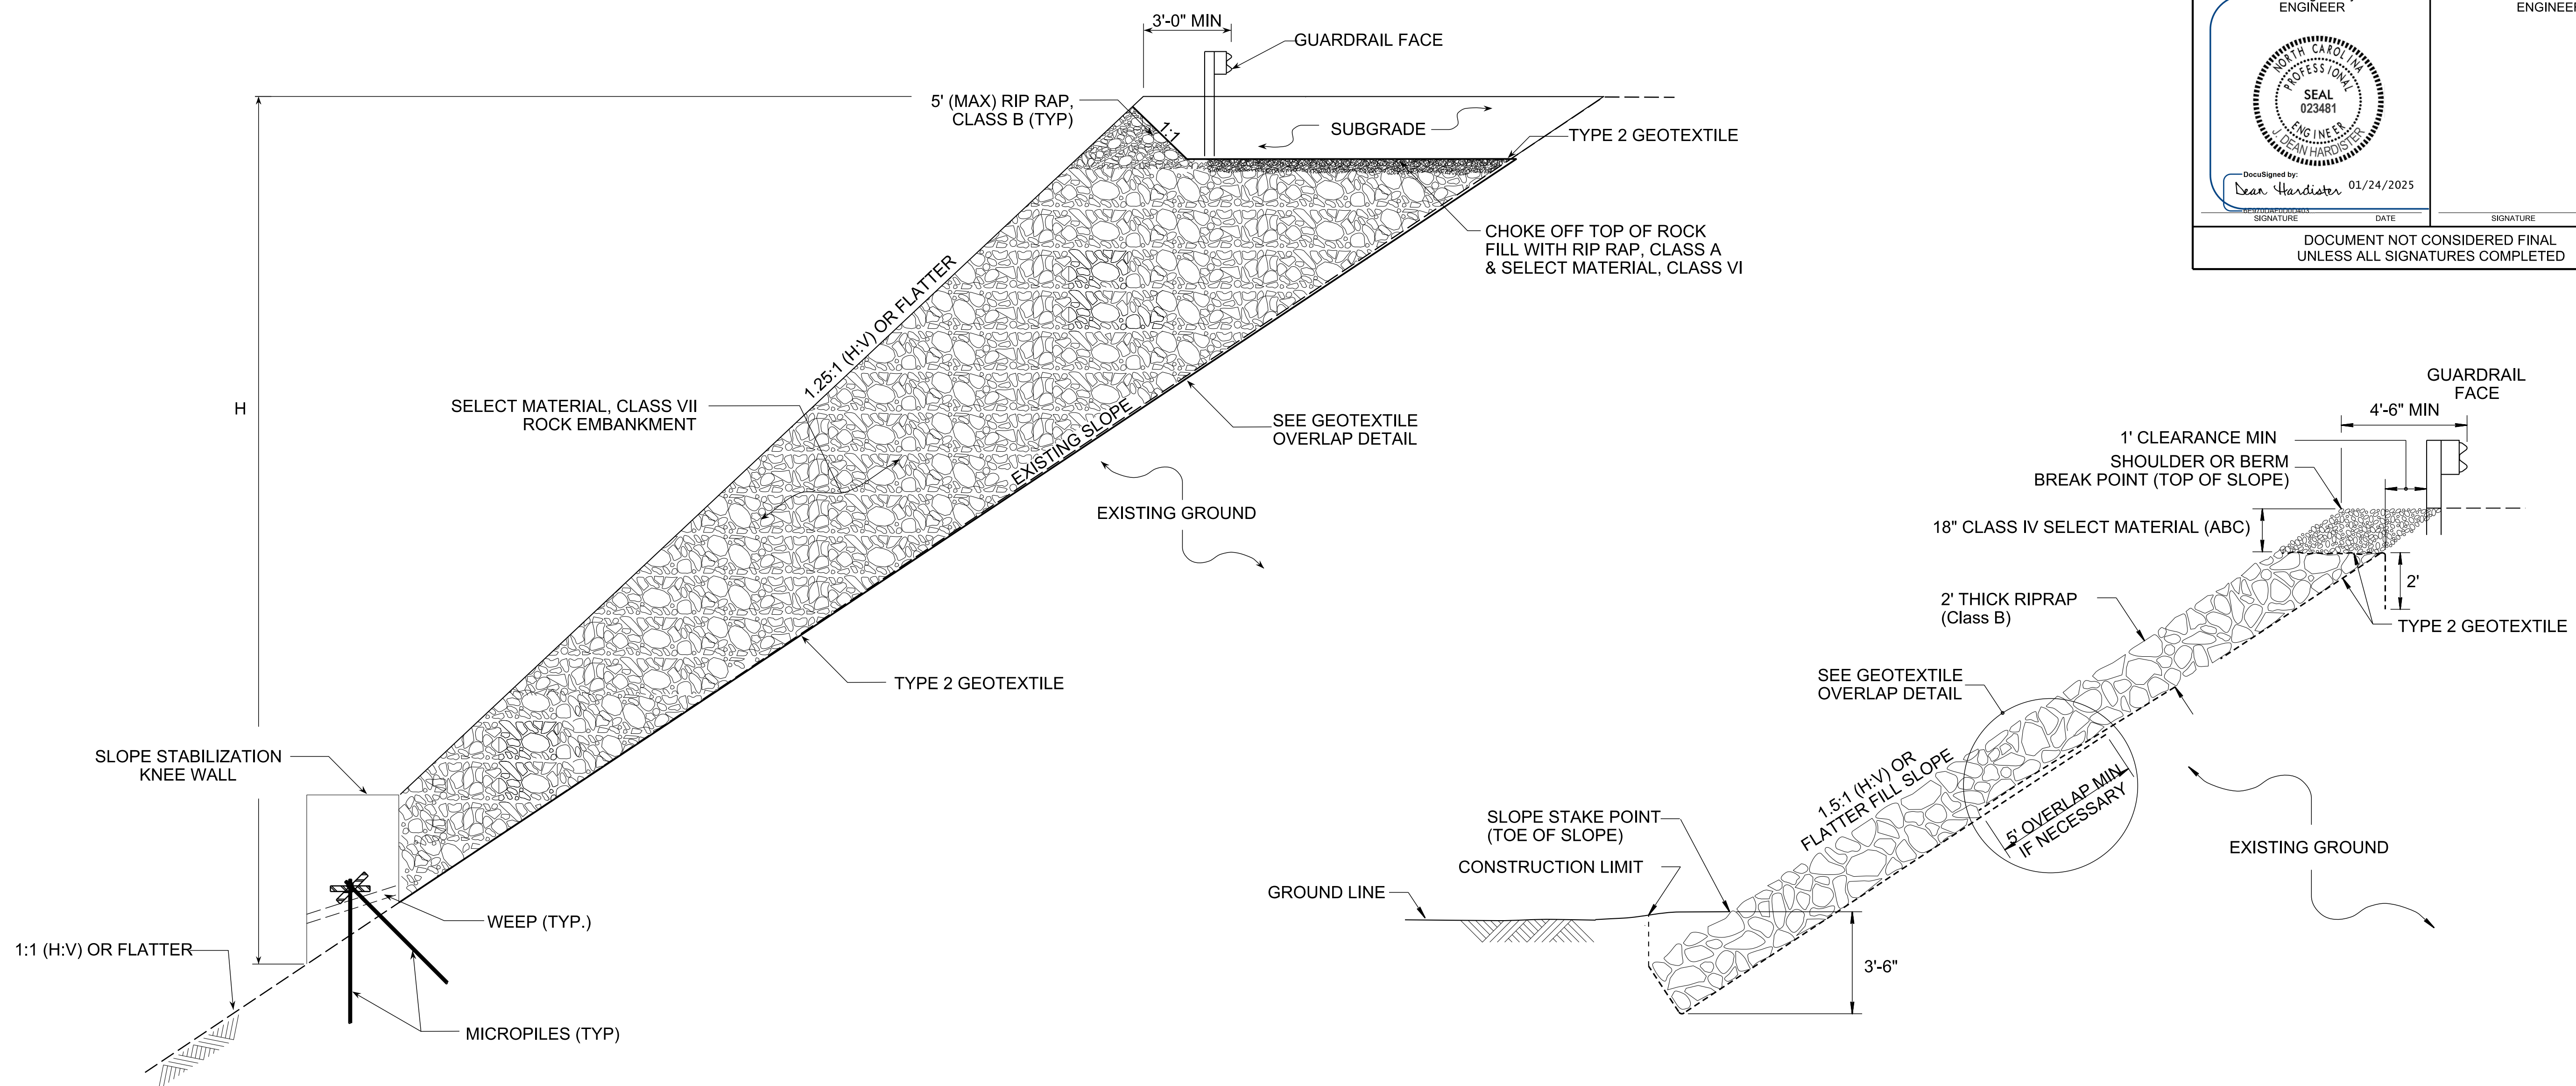 3'-0" MIN
GUARDRAIL FACE
5' (MAX) RIP RAP,
CLASS B (TYP)
1:1
SUBGRADE
TYPE 2 GEOTEXTILE
CHOKE OFF TOP OF ROCK
FILL WITH RIP RAP, CLASS A
& SELECT MATERIAL, CLASS VI
1.25:1 (H:V) OR FLATTER
H
SELECT MATERIAL, CLASS VII
ROCK EMBANKMENT
EXISTING SLOPE
SEE GEOTEXTILE
OVERLAP DETAIL
EXISTING GROUND
TYPE 2 GEOTEXTILE
SLOPE STABILIZATION
KNEE WALL
WEEP (TYP.)
1:1 (H:V) OR FLATTER
MICROPILES (TYP)
ENGINEER
NORTH CAROLINA
PROFESSIONAL
SEAL
023481
ENGINEER
J. DEAN HARDISTER
DocuSigned by:
Dean Hardister 01/24/2025
SIGNATURE DATE
SIGNATURE
DOCUMENT NOT CONSIDERED FINAL
UNLESS ALL SIGNATURES COMPLETED
GUARDRAIL
FACE
4'-6" MIN
1' CLEARANCE MIN
SHOULDER OR BERM
BREAK POINT (TOP OF SLOPE)
18" CLASS IV SELECT MATERIAL (ABC)
2'
2' THICK RIPRAP
(Class B)
TYPE 2 GEOTEXTILE
SEE GEOTEXTILE
OVERLAP DETAIL
1.5:1 (H:V) OR
FLATTER FILL SLOPE
5' OVERLAP MIN
IF NECESSARY
SLOPE STAKE POINT
(TOE OF SLOPE)
CONSTRUCTION LIMIT
GROUND LINE
EXISTING GROUND
3'-6"